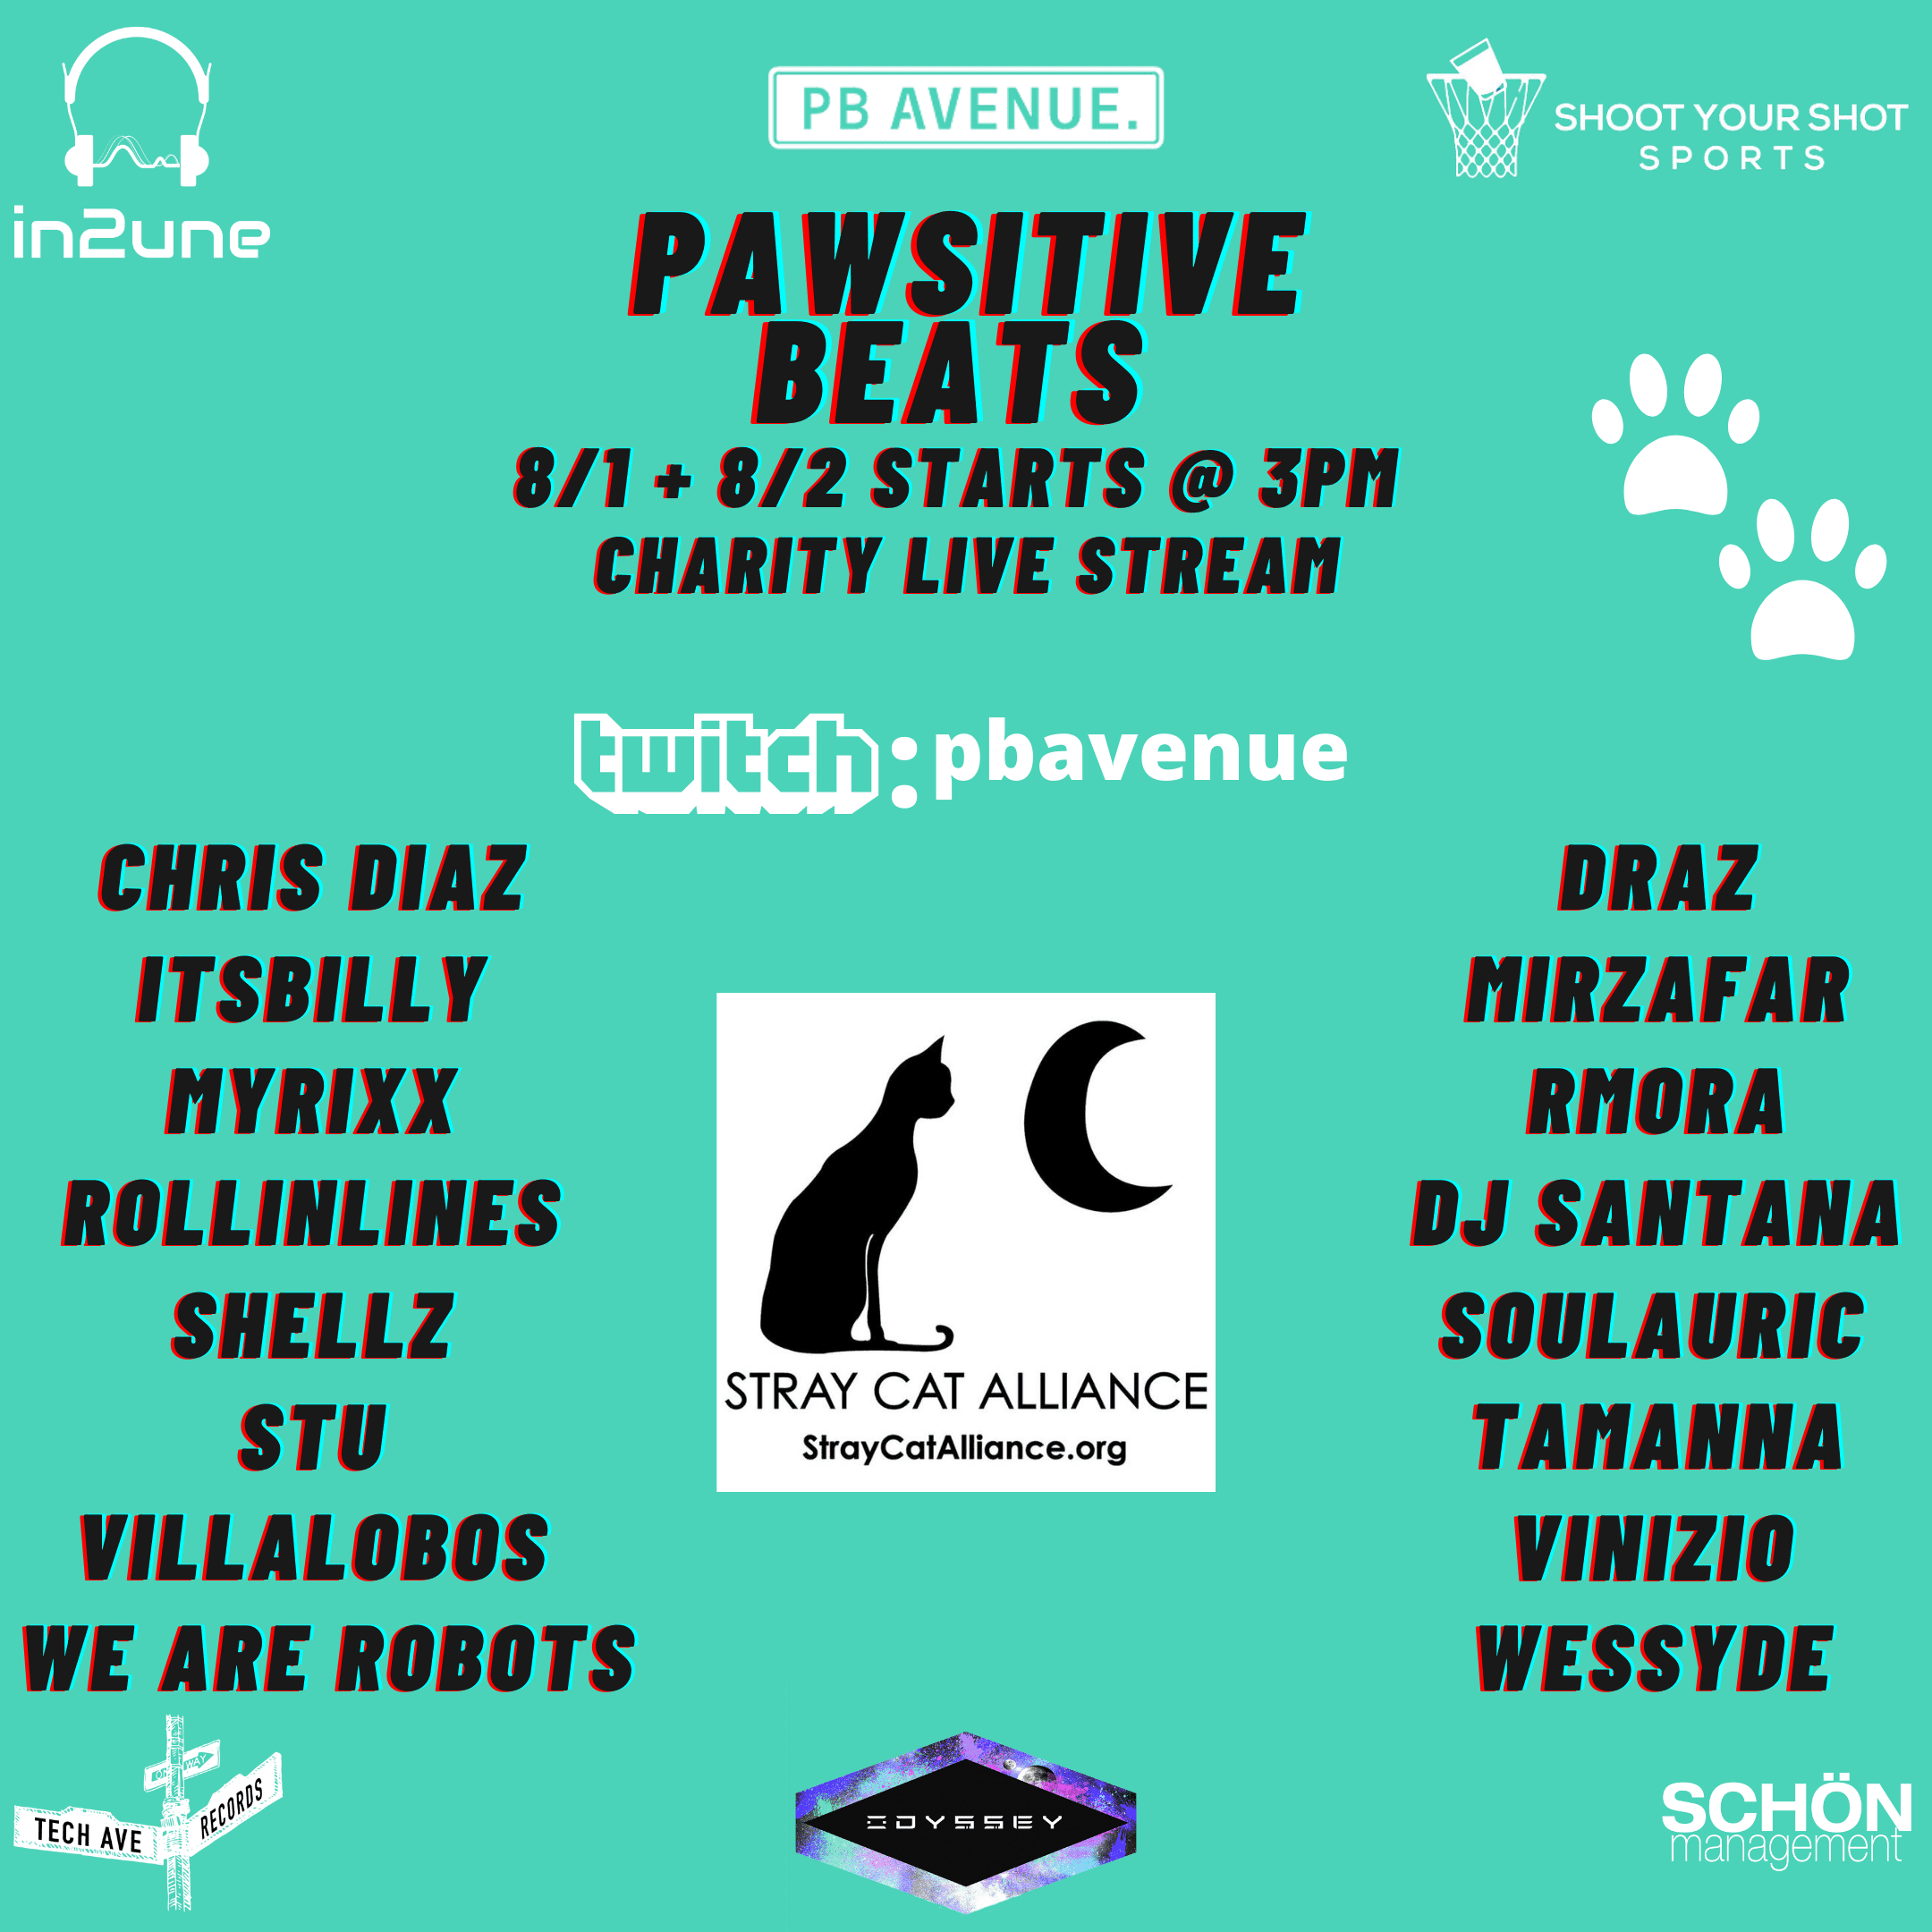 in2une
PB AVENUE.
SHOOT YOUR SHOT
SPORTS
PAWSITIVE
BEATS
8/1 + 8/2 STARTS @ 3PM
CHARITY LIVE STREAM
twitch:pbavenue
CHRIS DIAZ
ITSBILLY
MYRIXX
ROLLINLINES
SHELLZ
STU
VILLALOBOS
WE ARE ROBOTS
STRAY CAT ALLIANCE
StrayCatAlliance.org
DRAZ
MIRZAFAR
RMORA
DJ SANTANA
SOULAURIC
TAMANNA
VINIZIO
WESSYDE
ONE WAY
TECH AVE
RECORDS
ODYSSEY
SCHÖN
management